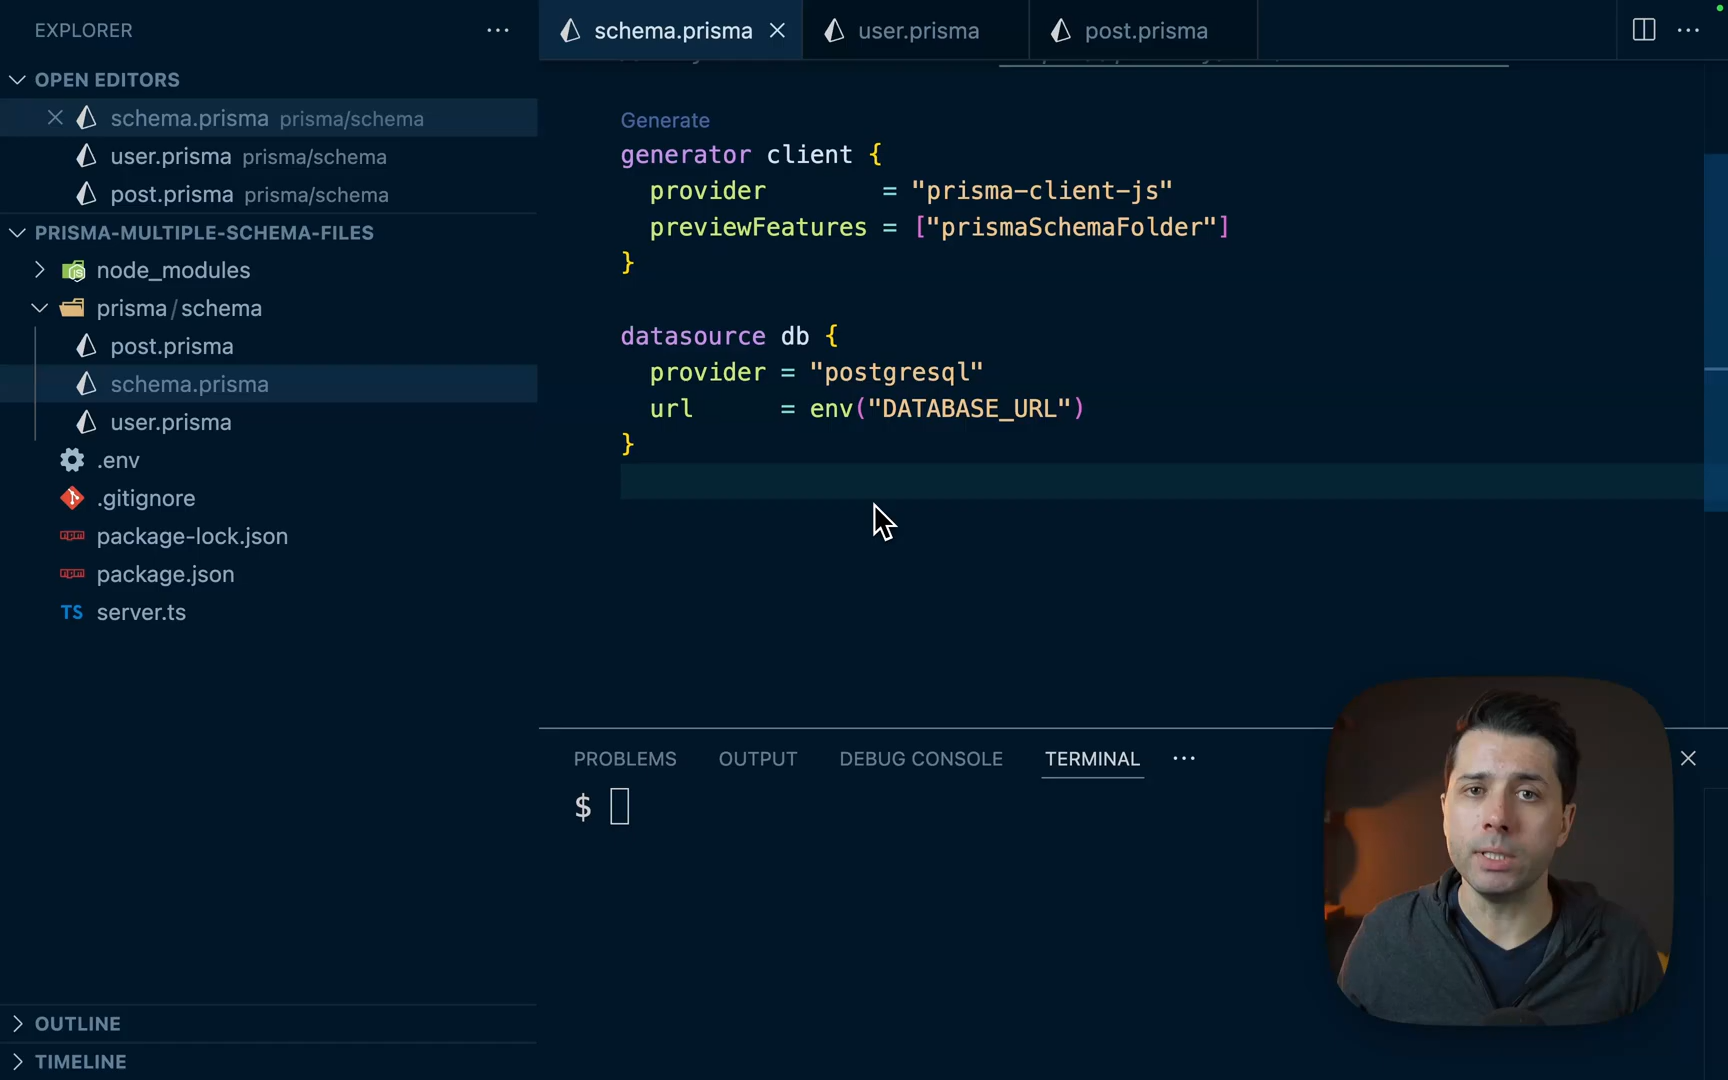 EXPLORER
OPEN EDITORS
schema.prisma prisma/schema
user.prisma prisma/schema
post.prisma prisma/schema
PRISMA-MULTIPLE-SCHEMA-FILES
node_modules
prisma/schema
post.prisma
schema.prisma
user.prisma
.env
.gitignore
package-lock.json
package.json
TS server.ts
OUTLINE
TIMELINE
schema.prisma
user.prisma
post.prisma
Generate
generator client {
provider = "prisma-client-js"
previewFeatures = ["prismaSchemaFolder"]
}
datasource db {
provider = "postgresql"
url = env("DATABASE_URL")
}
PROBLEMS OUTPUT DEBUG CONSOLE TERMINAL
$